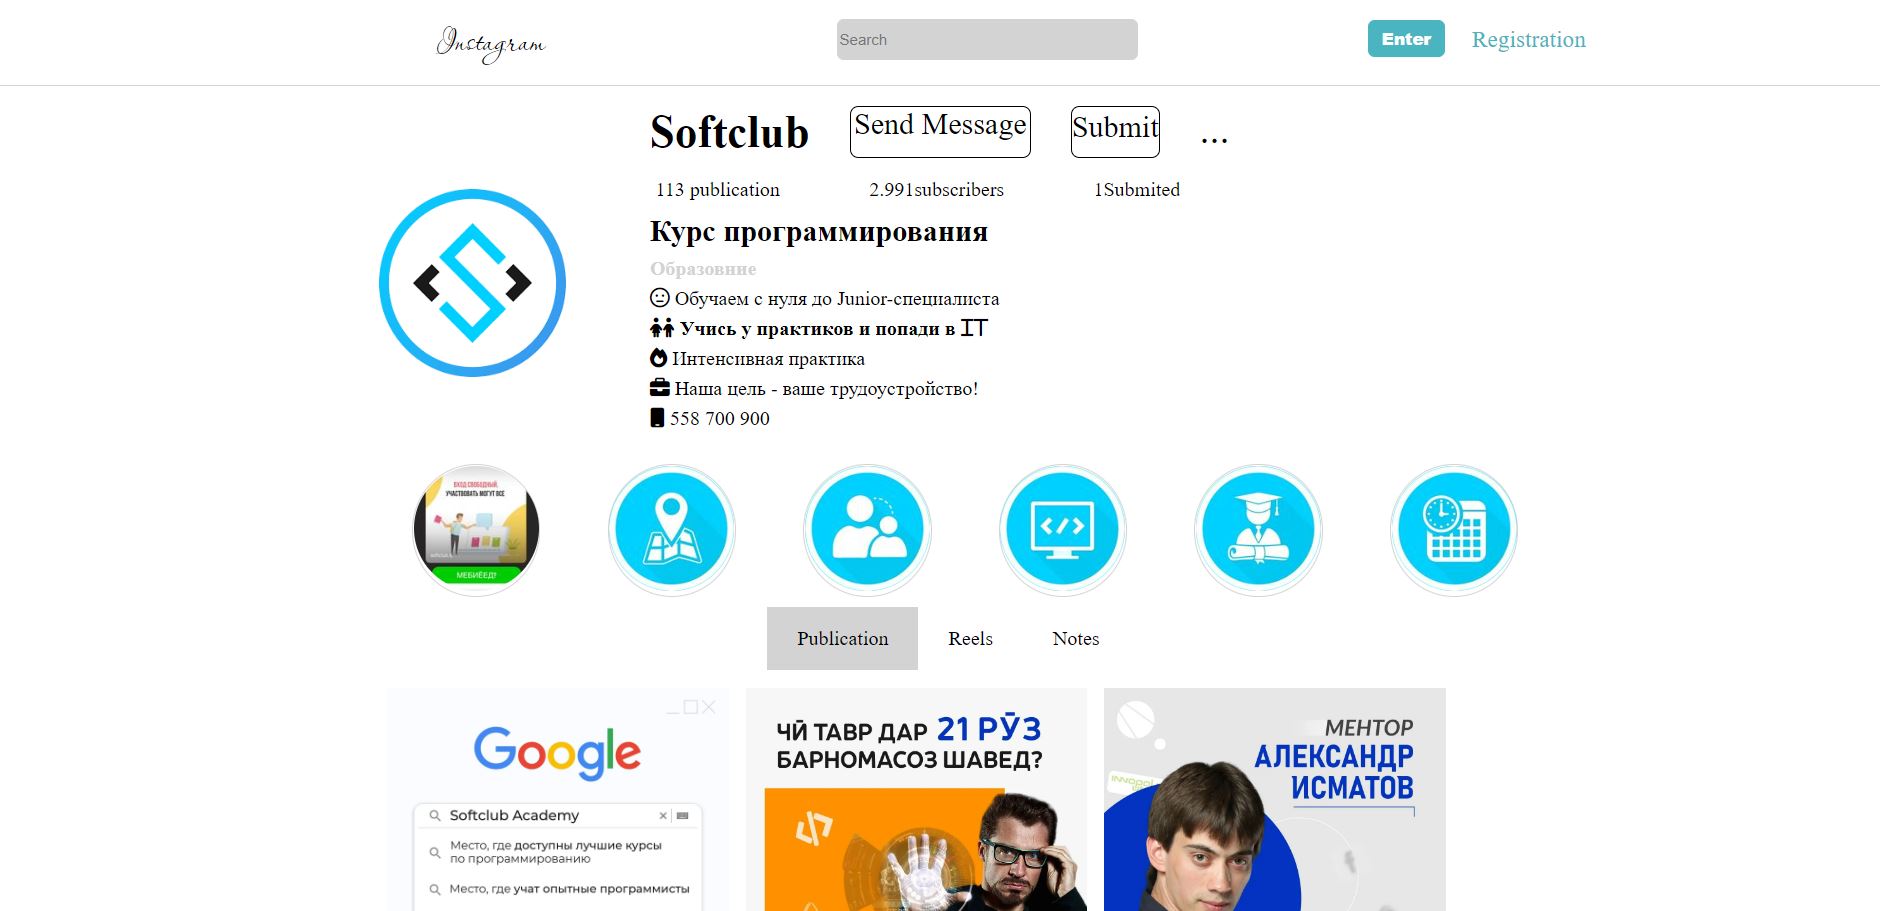 Instagram
Search
Enter
Registration
Softclub
Send Message
Submit
...
113 publication
2.991subscribers
1Submited
Курс программирования
Образовние
Обучаем с нуля до Junior-специалиста
Учись у практиков и попади в IT
Интенсивная практика
Наша цель - ваше трудоустройство!
558 700 900
ВХОД СВОБОДНЫЙ,
УЧАСТВОВАТЬ МОГУТ ВСЕ
МЕБИЁЕД?
Publication
Reels
Notes
Google
Softclub Academy
Место, где доступны лучшие курсы
по программированию
Место, где учат опытные программисты
ЧӢ ТАВР ДАР 21 РӮЗ
БАРНОМАСОЗ ШАВЕД?
МЕНТОР
АЛЕКСАНДР
ИСМАТОВ